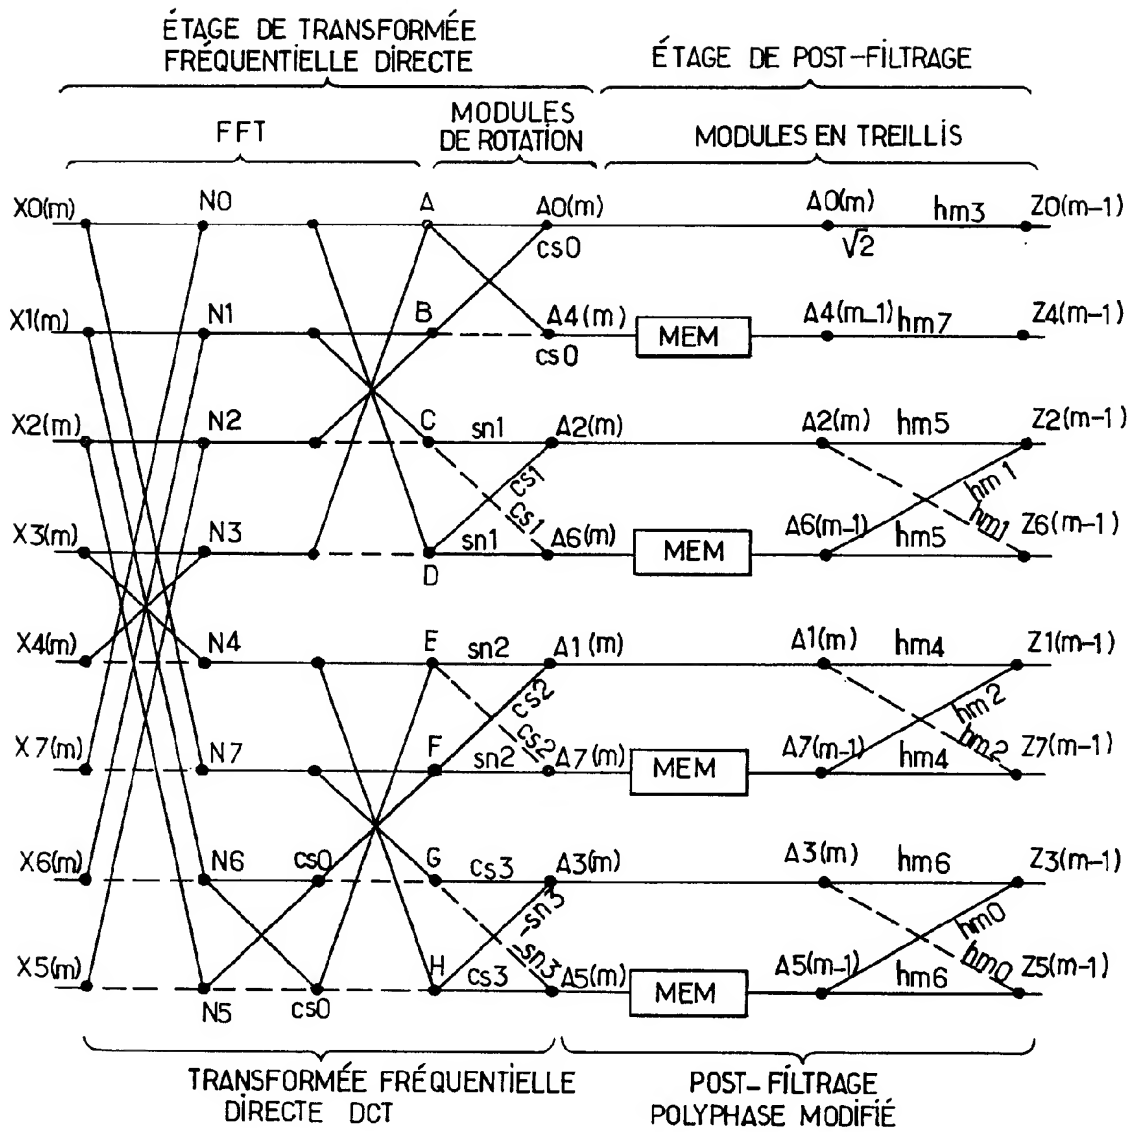 ÉTAGE DE TRANSFORMÉE
FRÉQUENTIELLE DIRECTE
ÉTAGE DE POST-FILTRAGE
FFT
MODULES
DE ROTATION
MODULES EN TREILLIS
X0(m) N0 A A0(m) A0(m) hm3 Z0(m-1)
cs0 √2
X1(m) N1 B A4(m) MEM A4(m-1) hm7 Z4(m-1)
cs0
X2(m) N2 C sn1 A2(m) A2(m) hm5 Z2(m-1)
cs1 hm1
cs1 hm1
X3(m) N3 sn1 A6(m) MEM A6(m-1) hm5 Z6(m-1)
D
X4(m) N4 E sn2 A1(m) A1(m) hm4 Z1(m-1)
cs2 hm2
cs2 hm2
X7(m) N7 F sn2 A7(m) MEM A7(m-1) hm4 Z7(m-1)
X6(m) N6 cs0 G cs3 A3(m) A3(m) hm6 Z3(m-1)
-sn3 hm0
-sn3 hm0
X5(m) H cs3 A5(m) MEM A5(m-1) hm6 Z5(m-1)
N5 cs0
TRANSFORMÉE FRÉQUENTIELLE
DIRECTE DCT
POST-FILTRAGE
POLYPHASE MODIFIÉ